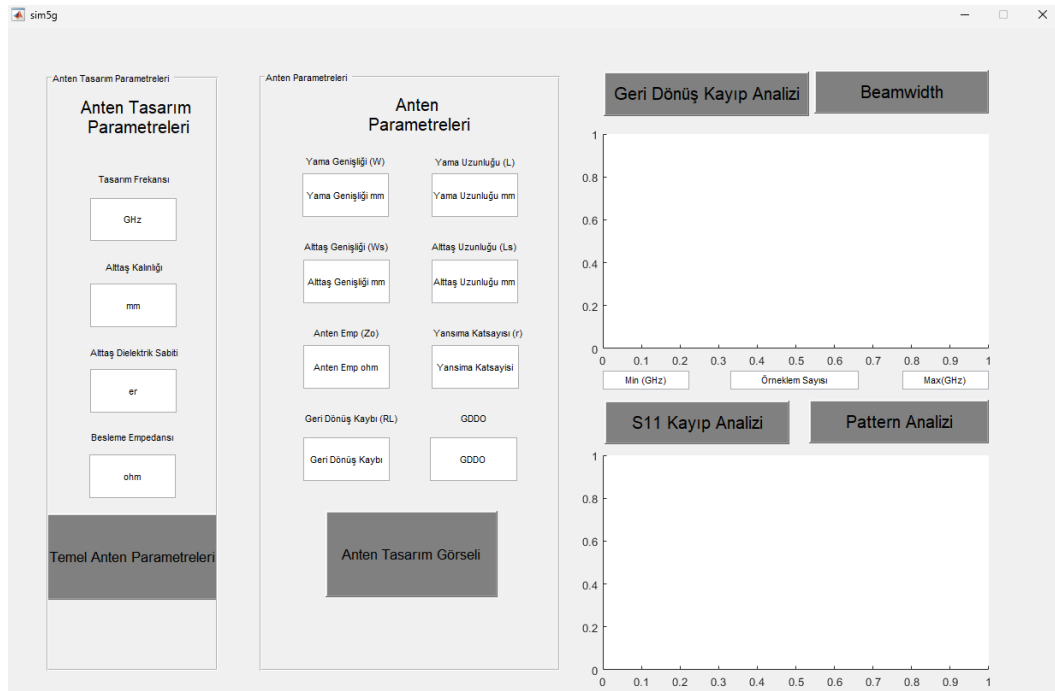 sim5g
Anten Tasarım Parametreleri
Anten Tasarım
Parametreleri
Tasarım Frekansı
GHz
Alttaş Kalınlığı
mm
Alttaş Dielektrik Sabiti
er
Besleme Empedansı
ohm
Temel Anten Parametreleri
Anten Parametreleri
Anten
Parametreleri
Yama Genişliği (W)
Yama Uzunluğu (L)
Yama Genişliği mm
Yama Uzunluğu mm
Alttaş Genişliği (Ws)
Alttaş Uzunluğu (Ls)
Alttaş Genişliği mm
Alttaş Uzunluğu mm
Anten Emp (Zo)
Yansıma Katsayısı (r)
Anten Emp ohm
Yansima Katsayisi
Geri Dönüş Kaybı (RL)
GDDO
Geri Dönüş Kaybı
GDDO
Anten Tasarım Görseli
Geri Dönüş Kayıp Analizi
Beamwidth
1
0.8
0.6
0.4
0.2
0
0 0.1 0.2 0.3 0.4 0.5 0.6 0.7 0.8 0.9 1
Min (GHz)
Örneklem Sayısı
Max(GHz)
S11 Kayıp Analizi
Pattern Analizi
1
0.8
0.6
0.4
0.2
0
0 0.1 0.2 0.3 0.4 0.5 0.6 0.7 0.8 0.9 1